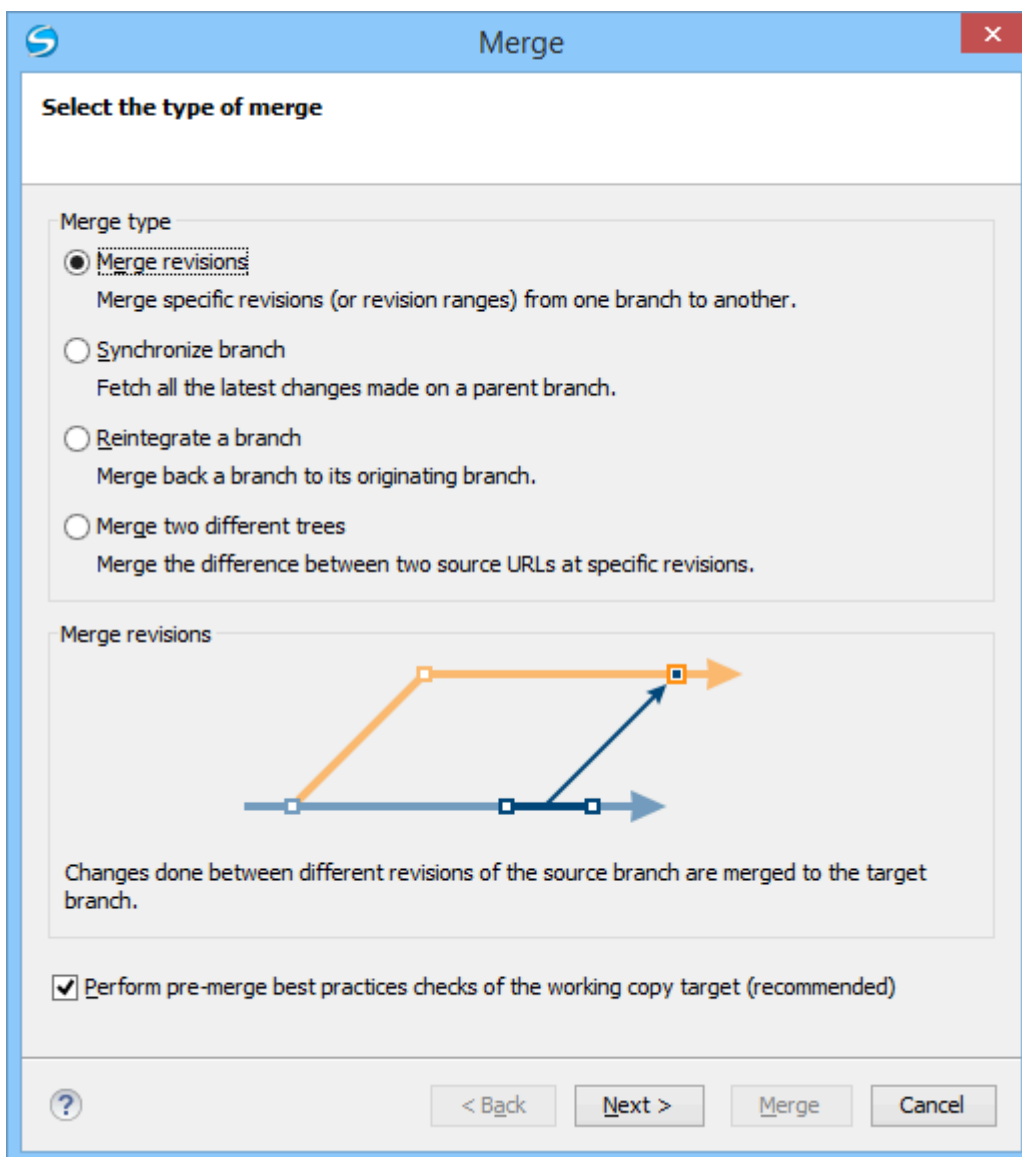 Merge
Select the type of merge
Merge type
Merge revisions
Merge specific revisions (or revision ranges) from one branch to another.
Synchronize branch
Fetch all the latest changes made on a parent branch.
Reintegrate a branch
Merge back a branch to its originating branch.
Merge two different trees
Merge the difference between two source URLs at specific revisions.
Merge revisions
Changes done between different revisions of the source branch are merged to the target
branch.
Perform pre-merge best practices checks of the working copy target (recommended)
? < Back Next > Merge Cancel